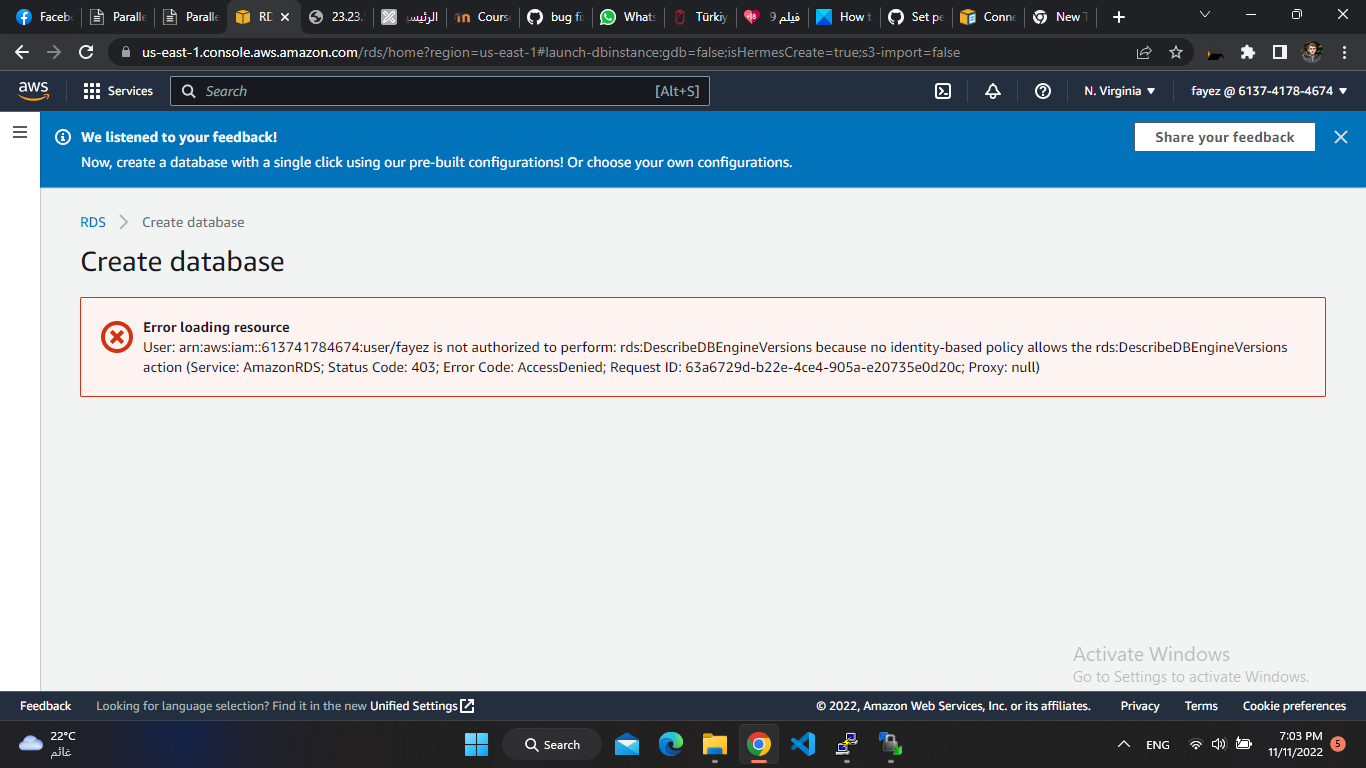 Faceb
Paralle
Paralle
RD
23.23.
الرئيس
Cours
bug fi
Whats
Türkiy
فيلم 9
How t
Set pe
Conne
New T
us-east-1.console.aws.amazon.com/rds/home?region=us-east-1#launch-dbinstance:gdb=false;isHermesCreate=true;s3-import=false
aws
Services
Search
[Alt+S]
N. Virginia
fayez @ 6137-4178-4674
We listened to your feedback!
Now, create a database with a single click using our pre-built configurations! Or choose your own configurations.
Share your feedback
RDS
Create database
Create database
Error loading resource
User: arn:aws:iam::613741784674:user/fayez is not authorized to perform: rds:DescribeDBEngineVersions because no identity-based policy allows the rds:DescribeDBEngineVersions
action (Service: AmazonRDS; Status Code: 403; Error Code: AccessDenied; Request ID: 63a6729d-b22e-4ce4-905a-e20735e0d20c; Proxy: null)
Activate Windows
Go to Settings to activate Windows.
Feedback
Looking for language selection? Find it in the new Unified Settings
© 2022, Amazon Web Services, Inc. or its affiliates.
Privacy
Terms
Cookie preferences
22°C
غائم
Search
ENG
7:03 PM
11/11/2022
5